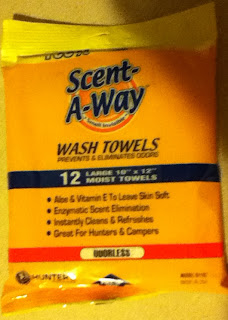 Scent-
A-Way
WASH TOWELS
PREVENTS & ELIMINATES ODORS
12 LARGE 10" x 12"
MOIST TOWELS
• Aloe & Vitamin E To Leave Skin Soft
• Enzymatic Scent Elimination
• Instantly Cleans & Refreshes
• Great For Hunters & Campers
ODORLESS
HUNTER